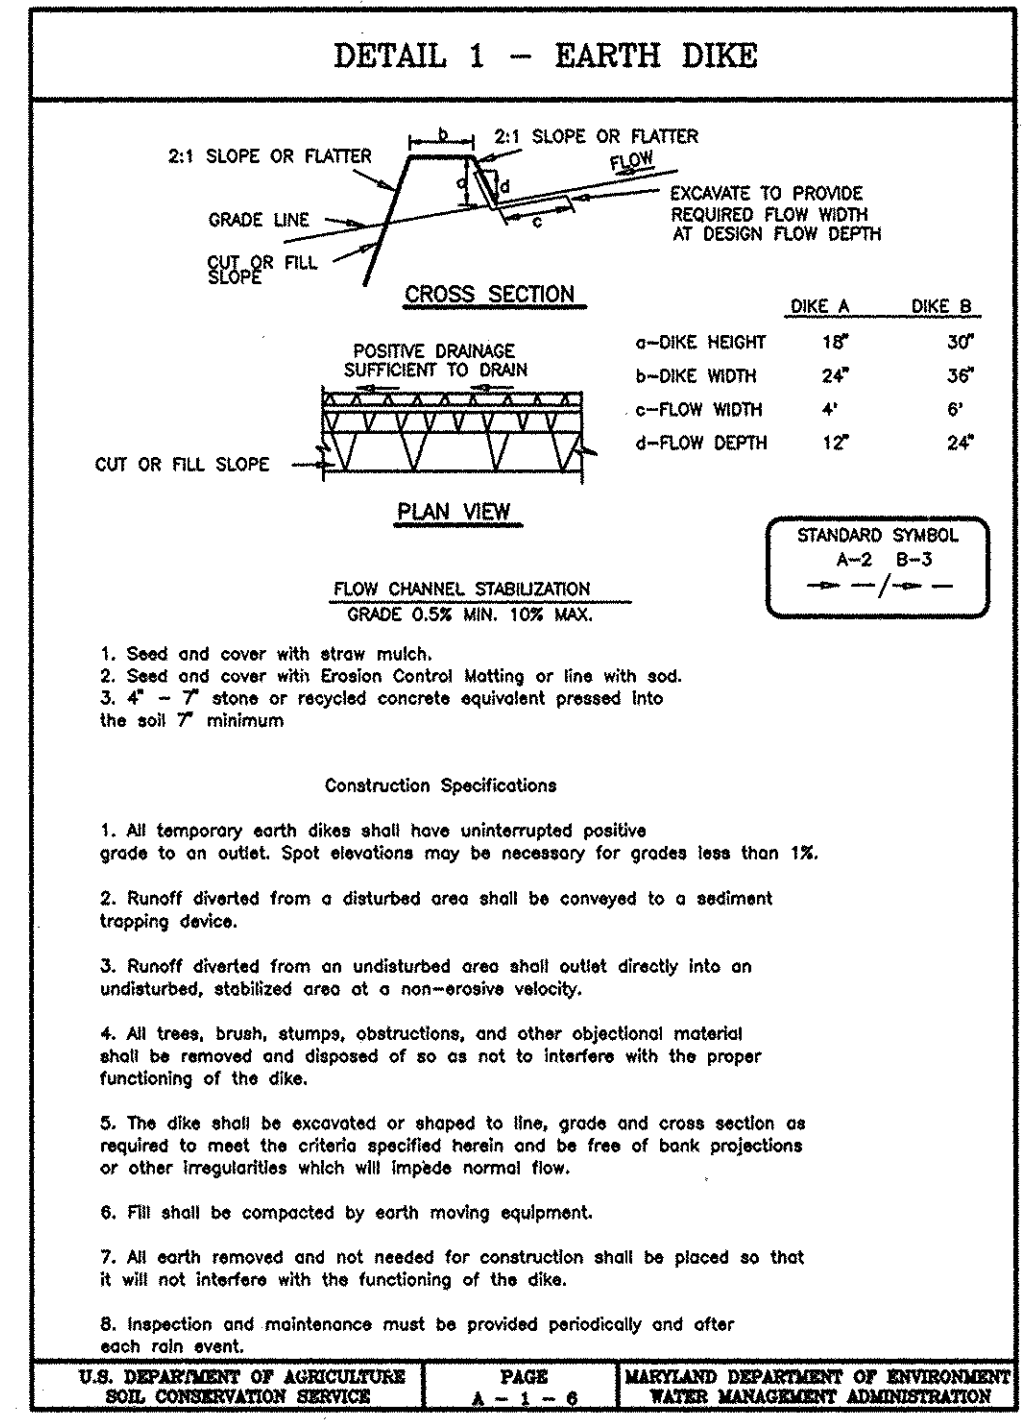 DETAIL 1 – EARTH DIKE
b
2:1 SLOPE OR FLATTER
2:1 SLOPE OR FLATTER
FLOW
a
d
EXCAVATE TO PROVIDE
REQUIRED FLOW WIDTH
AT DESIGN FLOW DEPTH
GRADE LINE
c
CUT OR FILL
SLOPE
CROSS SECTION
DIKE A DIKE B
a-DIKE HEIGHT 18" 30"
b-DIKE WIDTH 24" 36"
c-FLOW WIDTH 4' 6'
d-FLOW DEPTH 12" 24"
POSITIVE DRAINAGE
SUFFICIENT TO DRAIN
CUT OR FILL SLOPE
PLAN VIEW
STANDARD SYMBOL
A-2 B-3
/
FLOW CHANNEL STABILIZATION
GRADE 0.5% MIN. 10% MAX.
1. Seed and cover with straw mulch.
2. Seed and cover with Erosion Control Matting or line with sod.
3. 4" – 7" stone or recycled concrete equivalent pressed into
the soil 7" minimum
Construction Specifications
1. All temporary earth dikes shall have uninterrupted positive
grade to an outlet. Spot elevations may be necessary for grades less than 1%.
2. Runoff diverted from a disturbed area shall be conveyed to a sediment
trapping device.
3. Runoff diverted from an undisturbed area shall outlet directly into an
undisturbed, stabilized area at a non-erosive velocity.
4. All trees, brush, stumps, obstructions, and other objectional material
shall be removed and disposed of so as not to interfere with the proper
functioning of the dike.
5. The dike shall be excavated or shaped to line, grade and cross section as
required to meet the criteria specified herein and be free of bank projections
or other irregularities which will impede normal flow.
6. Fill shall be compacted by earth moving equipment.
7. All earth removed and not needed for construction shall be placed so that
it will not interfere with the functioning of the dike.
8. Inspection and maintenance must be provided periodically and after
each rain event.
U.S. DEPARTMENT OF AGRICULTURE
SOIL CONSERVATION SERVICE
PAGE
A – 1 – 6
MARYLAND DEPARTMENT OF ENVIRONMENT
WATER MANAGEMENT ADMINISTRATION